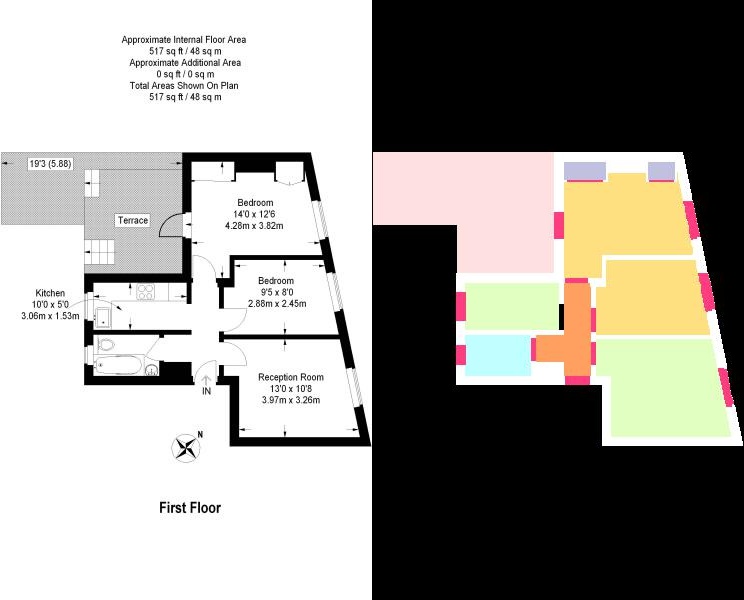 Approximate Internal Floor Area
517 sq ft / 48 sq m
Approximate Additional Area
0 sq ft / 0 sq m
Total Areas Shown On Plan
517 sq ft / 48 sq m
19'3 (5.88)
Terrace
Bedroom
14'0 x 12'6
4.28m x 3.82m
Bedroom
9'5 x 8'0
2.88m x 2.45m
Kitchen
10'0 x 5'0
3.06m x 1.53m
Reception Room
13'0 x 10'8
3.97m x 3.26m
IN
N
First Floor